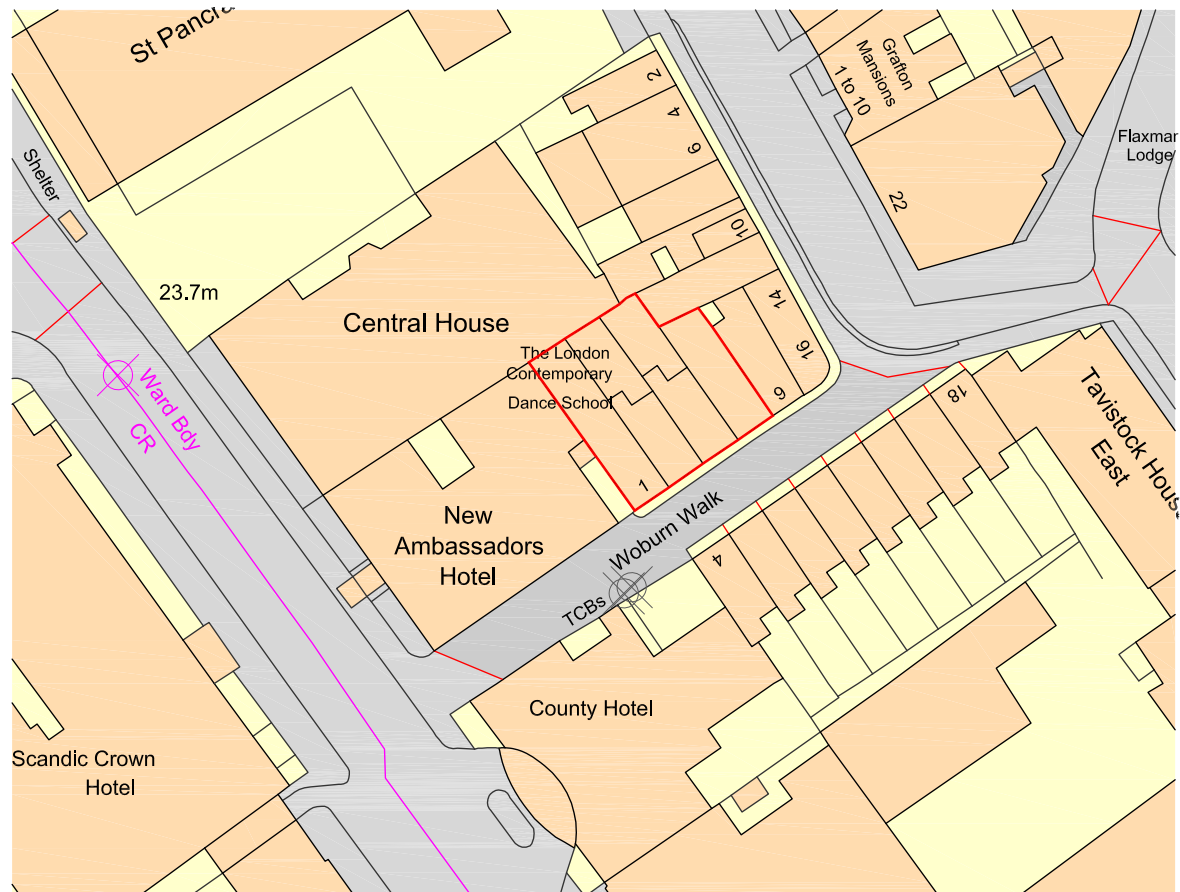 St Pancra
2
4
6
10
14
16
6
Grafton
Mansions
1 to 10
22
Flaxman
Lodge
Shelter
23.7m
Central House
The London
Contemporary
Dance School
Ward Bdy
CR
1
New
Ambassadors
Hotel
Woburn Walk
TCBs
4
18
Tavistock House
East
County Hotel
Scandic Crown
Hotel